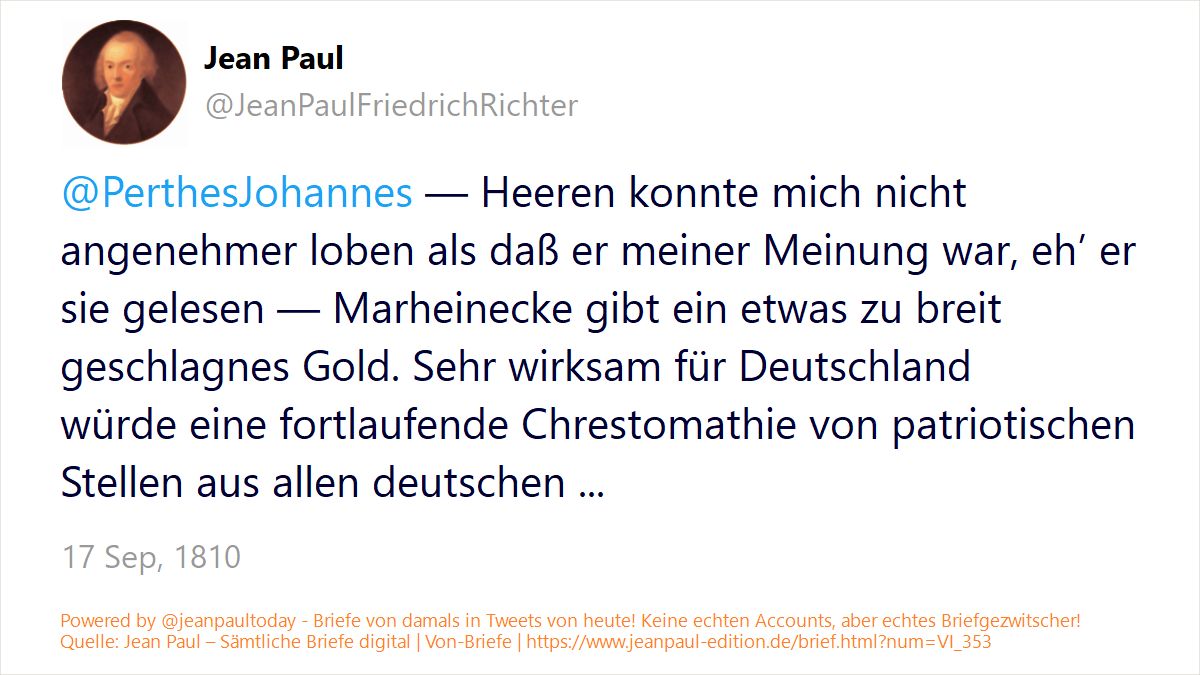 Jean Paul
@JeanPaulFriedrichRichter
@PerthesJohannes — Heeren konnte mich nicht
angenehmer loben als daß er meiner Meinung war, eh’ er
sie gelesen — Marheinecke gibt ein etwas zu breit
geschlagnes Gold. Sehr wirksam für Deutschland
würde eine fortlaufende Chrestomathie von patriotischen
Stellen aus allen deutschen ...
17 Sep, 1810
Powered by @jeanpaultoday - Briefe von damals in Tweets von heute! Keine echten Accounts, aber echtes Briefgezwitscher!
Quelle: Jean Paul – Sämtliche Briefe digital | Von-Briefe | https://www.jeanpaul-edition.de/brief.html?num=VI_353